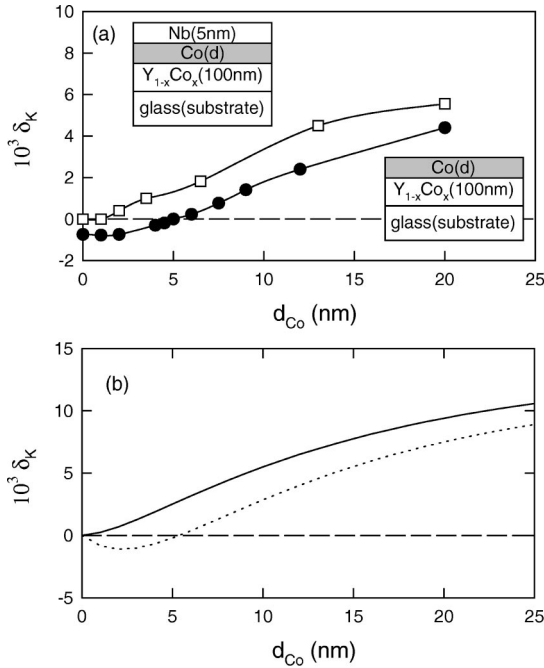 (a)
Nb(5nm)
Co(d)
Y1-xCox(100nm)
glass(substrate)
Co(d)
Y1-xCox(100nm)
glass(substrate)
10
8
6
4
2
0
-2
10³ δK
0 5 10 15 20 25
dCo (nm)
(b)
15
10
5
0
-5
10³ δK
0 5 10 15 20 25
dCo (nm)